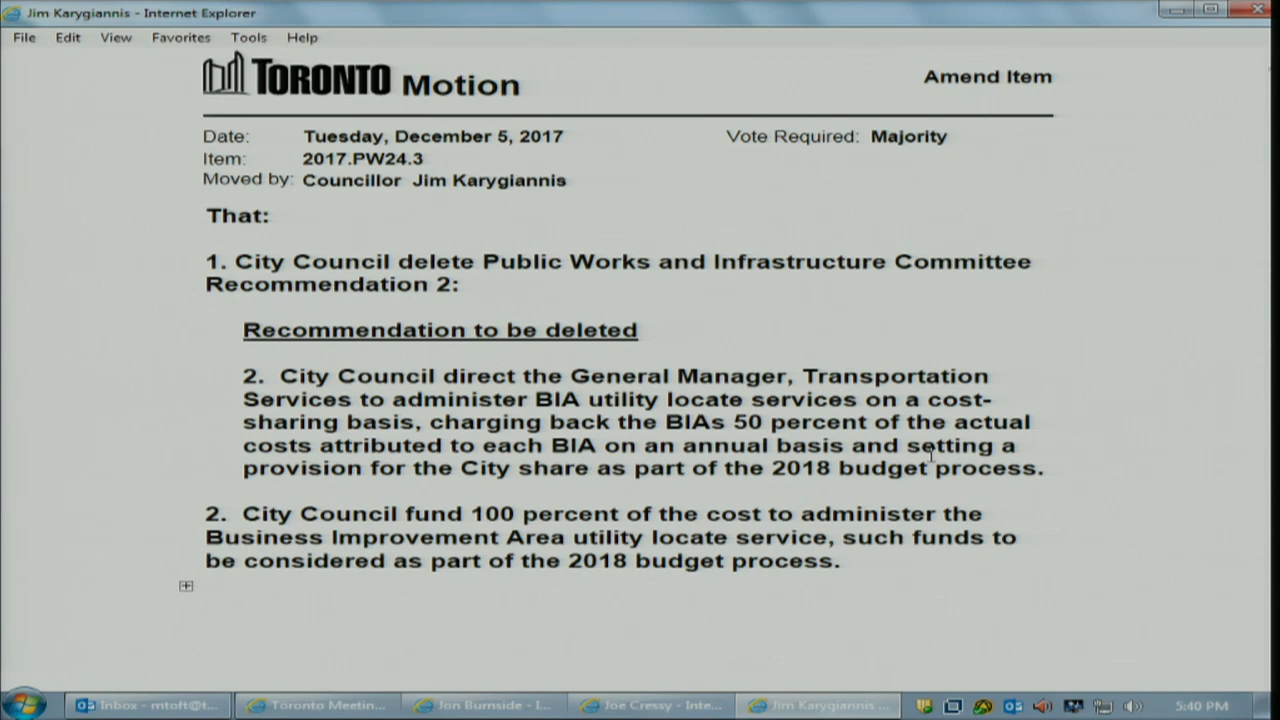 Jim Karygiannis - Internet Explorer
File Edit View Favorites Tools Help
TORONTO Motion
Amend Item
Date: Tuesday, December 5, 2017
Vote Required: Majority
Item: 2017.PW24.3
Moved by: Councillor Jim Karygiannis
That:
1. City Council delete Public Works and Infrastructure Committee
Recommendation 2:
Recommendation to be deleted
2. City Council direct the General Manager, Transportation
Services to administer BIA utility locate services on a cost-
sharing basis, charging back the BIAs 50 percent of the actual
costs attributed to each BIA on an annual basis and setting a
provision for the City share as part of the 2018 budget process.
2. City Council fund 100 percent of the cost to administer the
Business Improvement Area utility locate service, such funds to
be considered as part of the 2018 budget process.
Inbox - mtoft@t... Toronto Meetin... Jon Burnside - I... Joe Cressy - Inte... Jim Karygiannis ... 5:40 PM